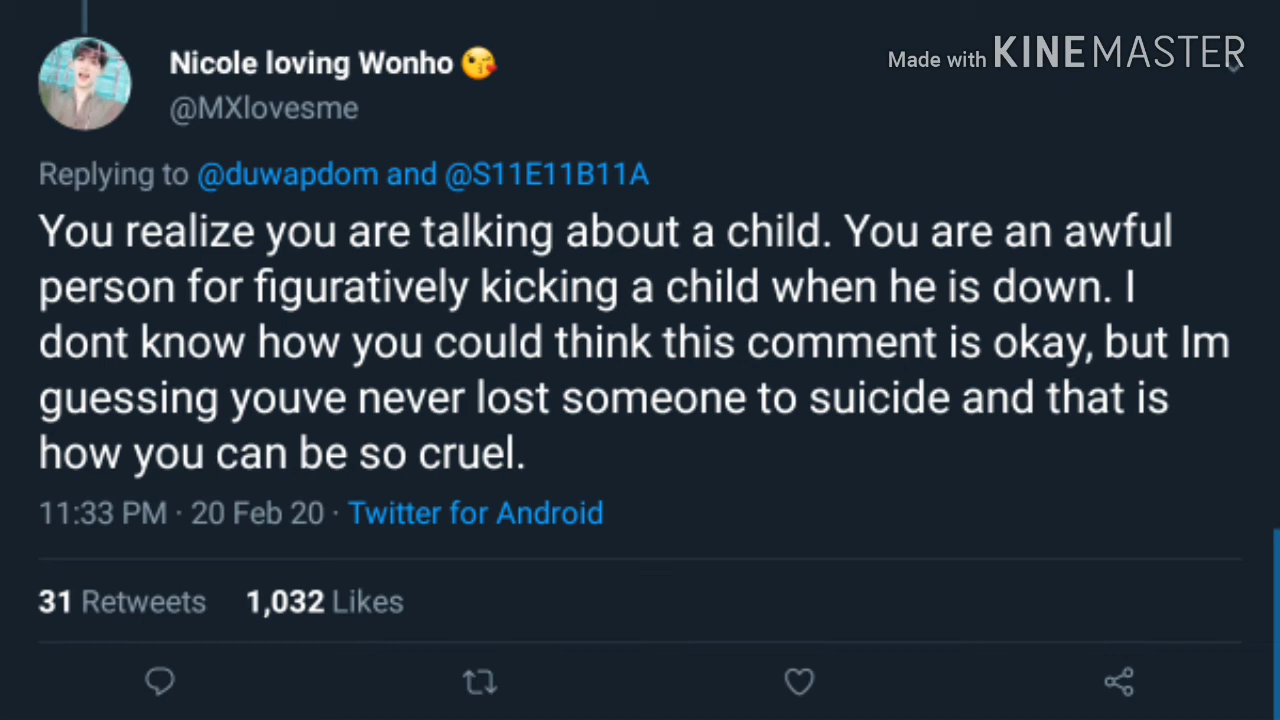 Nicole loving Wonho 😘
Made with KINEMASTER
@MXlovesme
Replying to @duwapdom and @S11E11B11A
You realize you are talking about a child. You are an awful
person for figuratively kicking a child when he is down. I
dont know how you could think this comment is okay, but Im
guessing youve never lost someone to suicide and that is
how you can be so cruel.
11:33 PM · 20 Feb 20 · Twitter for Android
31 Retweets 1,032 Likes